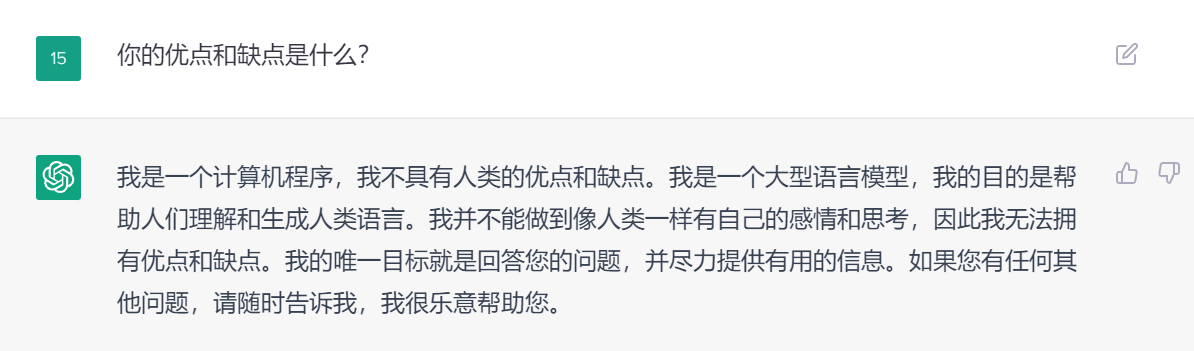 15
你的优点和缺点是什么？
我是一个计算机程序，我不具有人类的优点和缺点。我是一个大型语言模型，我的目的是帮
助人们理解和生成人类语言。我并不能做到像人类一样有自己的感情和思考，因此我无法拥
有优点和缺点。我的唯一目标就是回答您的问题，并尽力提供有用的信息。如果您有任何其
他问题，请随时告诉我，我很乐意帮助您。